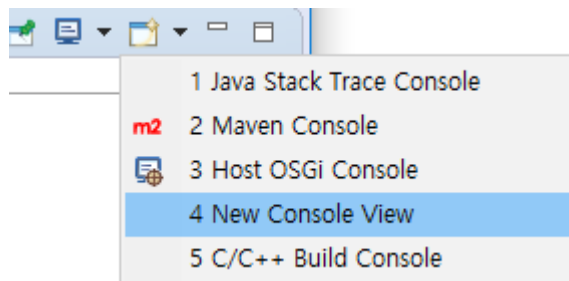 1 Java Stack Trace Console
m2 2 Maven Console
3 Host OSGi Console
4 New Console View
5 C/C++ Build Console